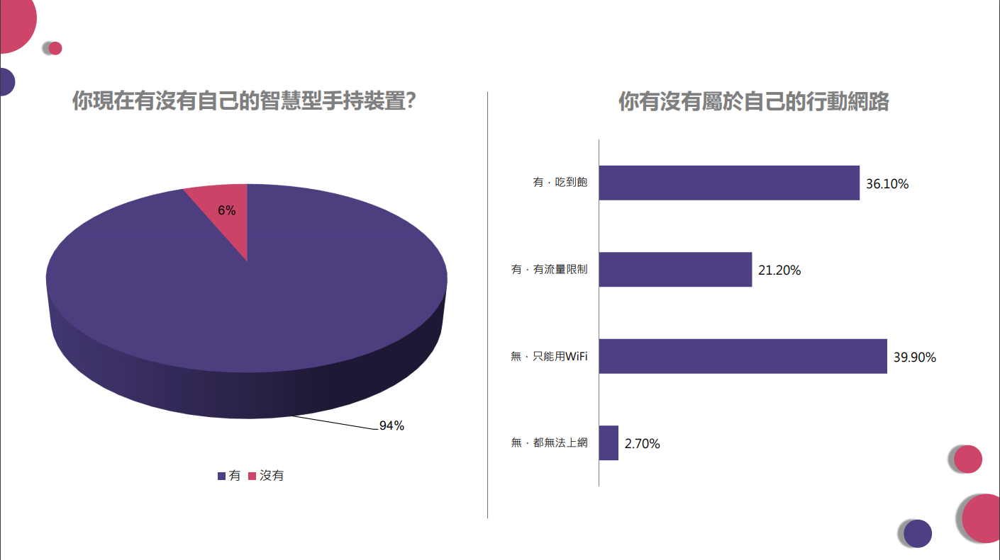 你現在有沒有自己的智慧型手持裝置?
6%
94%
有 沒有
你有沒有屬於自己的行動網路
有，吃到飽 36.10%
有，有流量限制 21.20%
無，只能用WiFi 39.90%
無，都無法上網 2.70%